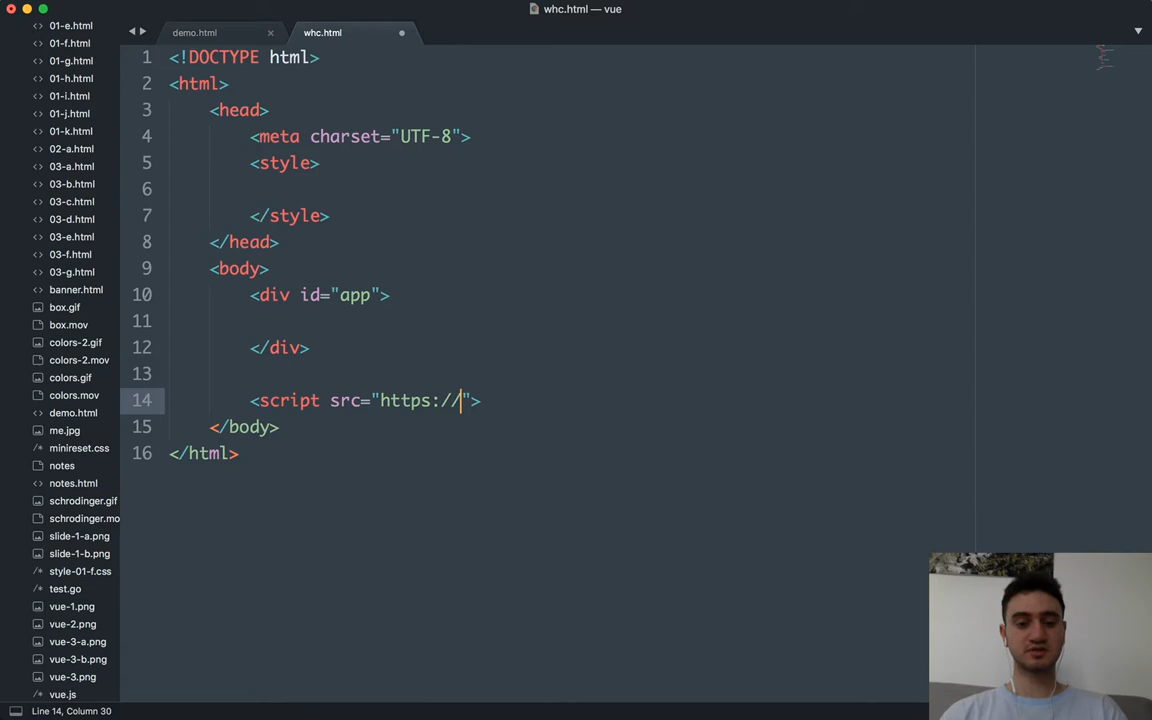 whc.html — vue
demo.html
whc.html
01-e.html
01-f.html
01-g.html
01-h.html
01-i.html
01-j.html
01-k.html
02-a.html
03-a.html
03-b.html
03-c.html
03-d.html
03-e.html
03-f.html
03-g.html
banner.html
box.gif
box.mov
colors-2.gif
colors-2.mov
colors.gif
colors.mov
demo.html
me.jpg
minireset.css
notes
notes.html
schrodinger.gif
schrodinger.mo
slide-1-a.png
slide-1-b.png
style-01-f.css
test.go
vue-1.png
vue-2.png
vue-3-a.png
vue-3-b.png
vue-3.png
vue.js
1 <!DOCTYPE html>
2 <html>
3 <head>
4 <meta charset="UTF-8">
5 <style>
6
7 </style>
8 </head>
9 <body>
10 <div id="app">
11
12 </div>
13
14 <script src="https://">
15 </body>
16 </html>
Line 14, Column 30